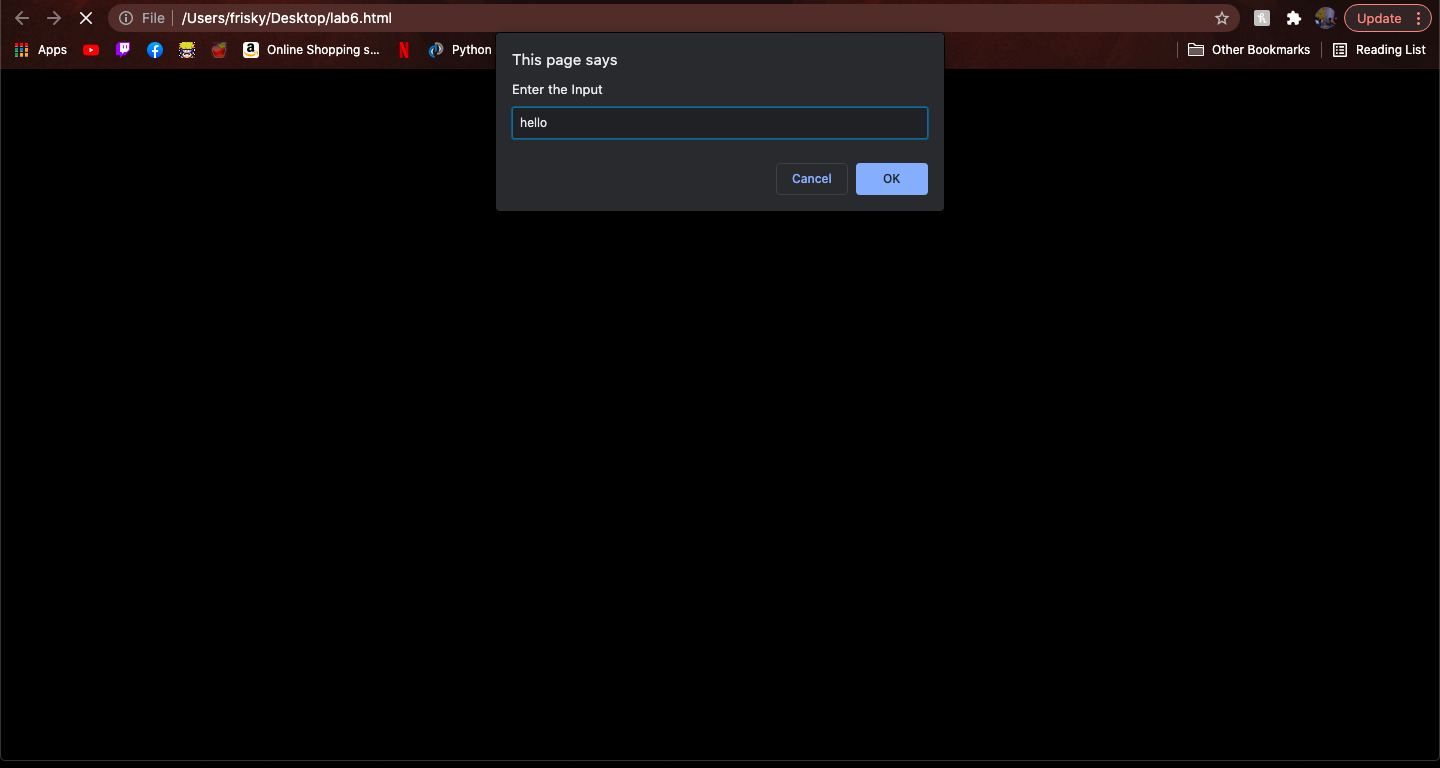 File /Users/frisky/Desktop/lab6.html Update
Apps Online Shopping s... Python Other Bookmarks Reading List
This page says
Enter the Input
hello
Cancel OK